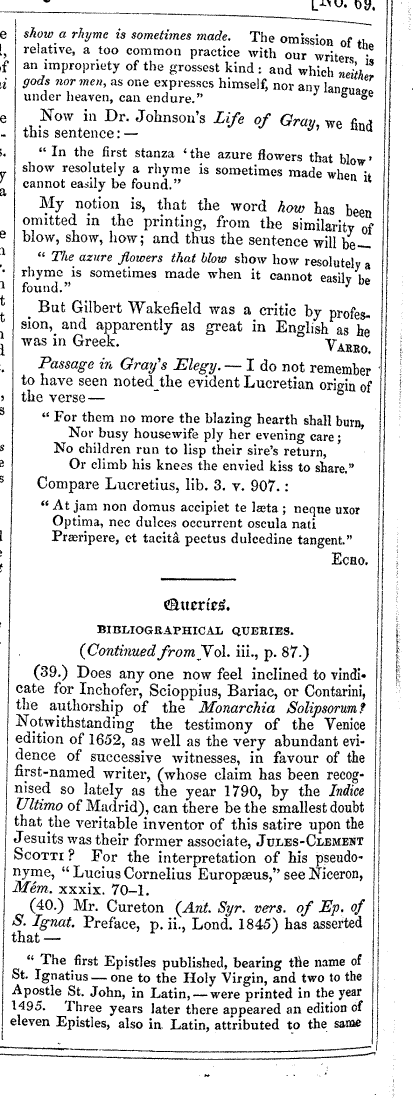 [No. 69.
show a rhyme is sometimes made. The omission of the
relative, a too common practice with our writers, is
an impropriety of the grossest kind: and which neither
gods nor men, as one expresses himself, nor any language
under heaven, can endure."
Now in Dr. Johnson's Life of Gray, we find
this sentence: —
"In the first stanza 'the azure flowers that blow'
show resolutely a rhyme is sometimes made when it
cannot easily be found."
My notion is, that the word how has been
omitted in the printing, from the similarity of
blow, show, how; and thus the sentence will be—
"The azure flowers that blow show how resolutely a
rhyme is sometimes made when it cannot easily be
found."
But Gilbert Wakefield was a critic by profes-
sion, and apparently as great in English as he
was in Greek. VARRO.
Passage in Gray's Elegy. — I do not remember
to have seen noted the evident Lucretian origin of
the verse —
"For them no more the blazing hearth shall burn,
Nor busy housewife ply her evening care;
No children run to lisp their sire's return,
Or climb his knees the envied kiss to share."
Compare Lucretius, lib. 3. v. 907.:
"At jam non domus accipiet te læta; neque uxor
Optima, nec dulces occurrent oscula nati
Præripere, et tacitâ pectus dulcedine tangent."
ECHO.
Queries.
BIBLIOGRAPHICAL QUERIES.
(Continued from Vol. iii., p. 87.)
(39.) Does any one now feel inclined to vindi-
cate for Inchofer, Scioppius, Bariac, or Contarini,
the authorship of the Monarchia Solipsorum?
Notwithstanding the testimony of the Venice
edition of 1652, as well as the very abundant evi-
dence of successive witnesses, in favour of the
first-named writer, (whose claim has been recog-
nised so lately as the year 1790, by the Indice
Ultimo of Madrid), can there be the smallest doubt
that the veritable inventor of this satire upon the
Jesuits was their former associate, JULES-CLEMENT
SCOTTI? For the interpretation of his pseudo-
nyme, "Lucius Cornelius Europæus," see Niceron,
Mém. xxxix. 70-1.
(40.) Mr. Cureton (Ant. Syr. vers. of Ep. of
S. Ignat. Preface, p. ii., Lond. 1845) has asserted
that —
"The first Epistles published, bearing the name of
St. Ignatius — one to the Holy Virgin, and two to the
Apostle St. John, in Latin, — were printed in the year
1495. Three years later there appeared an edition of
eleven Epistles, also in Latin, attributed to the same